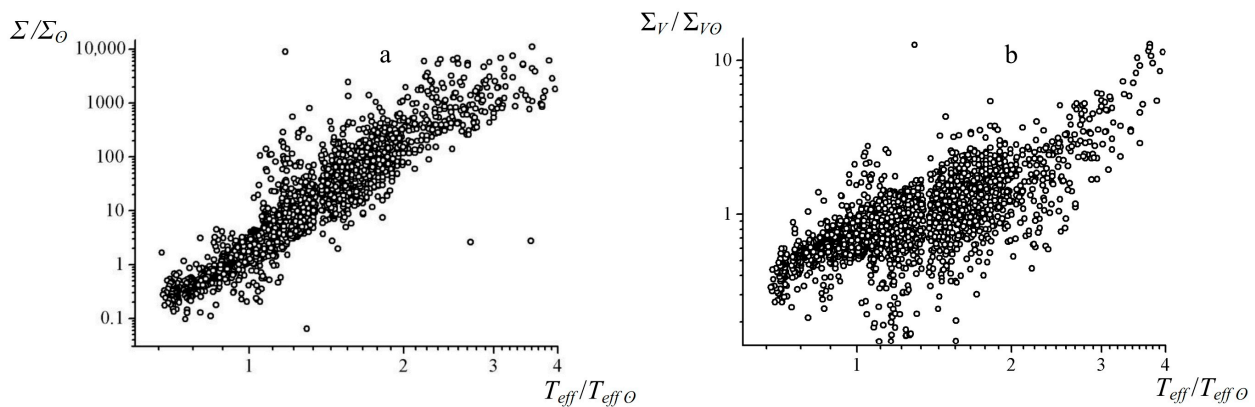 Σ/Σ⊙
a
10,000
1000
100
10
1
0.1
1 2 3 4
T_eff/T_eff⊙
Σ_V/Σ_V⊙
b
10
1
1 2 3 4
T_eff/T_eff⊙